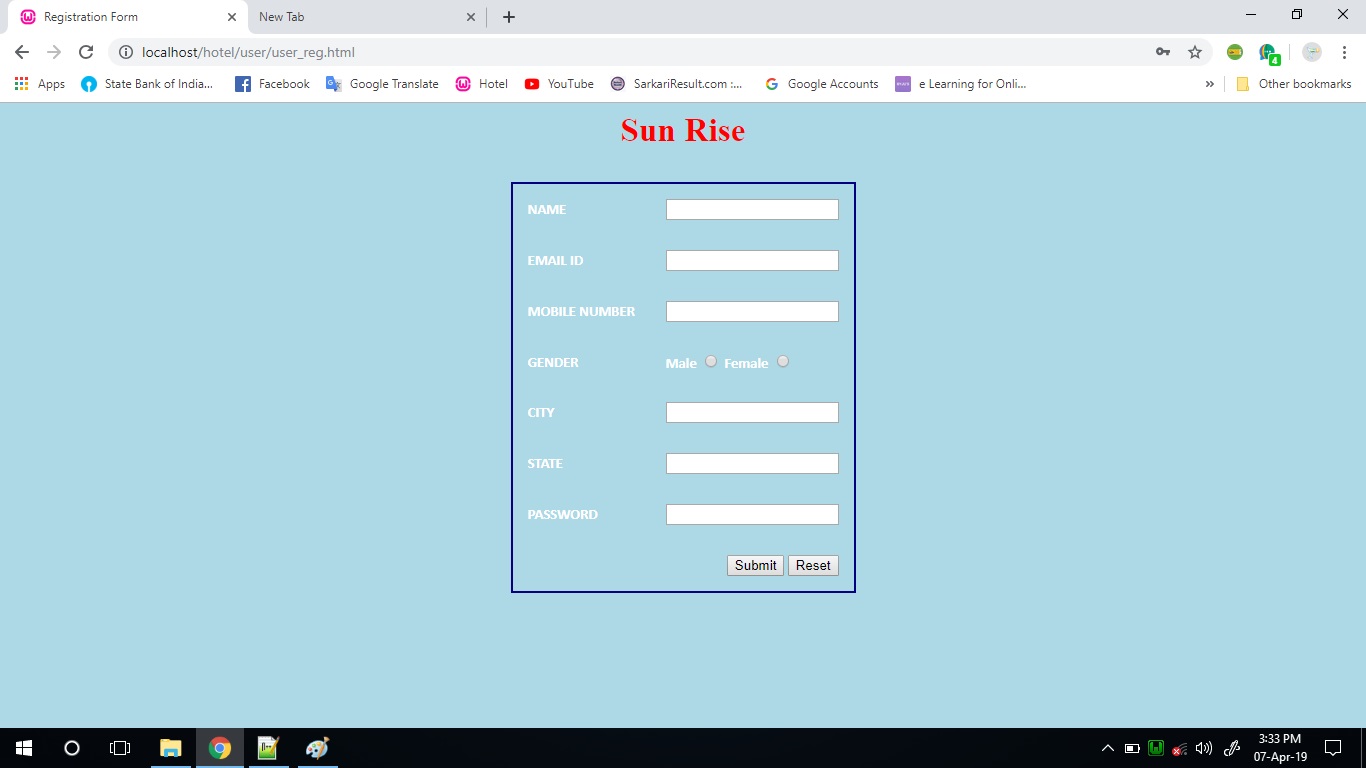 Registration Form
New Tab
localhost/hotel/user/user_reg.html
4
Apps State Bank of India... Facebook Google Translate Hotel YouTube SarkariResult.com :... Google Accounts e Learning for Onli... » Other bookmarks
Sun Rise
NAME
EMAIL ID
MOBILE NUMBER
GENDER Male Female
CITY
STATE
PASSWORD
Submit Reset
3:33 PM
07-Apr-19